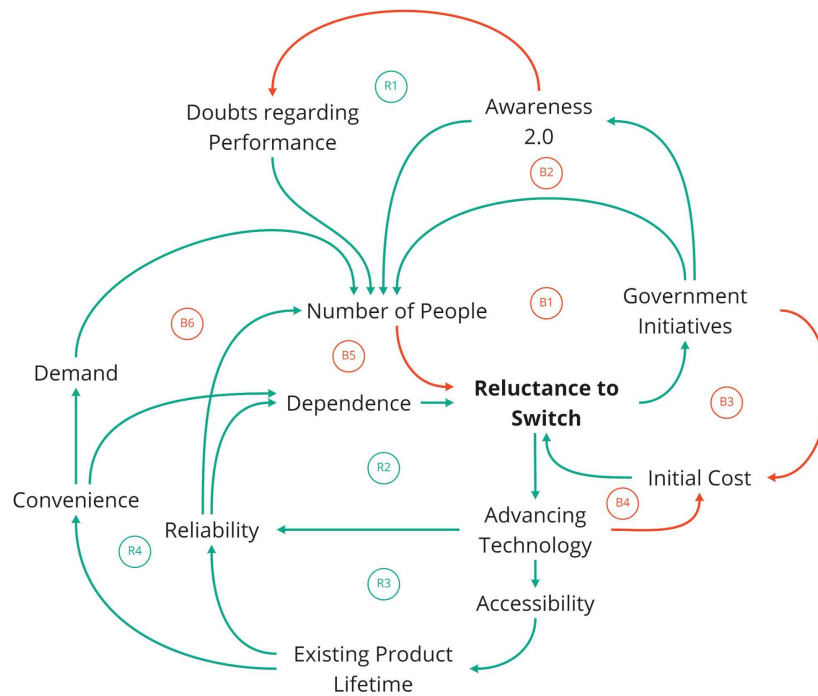 R1
Doubts regarding
Performance
Awareness
2.0
B2
Government
Initiatives
B1
Number of People
B6
B5
Demand
Dependence
Reluctance to
Switch
B3
R2
Initial Cost
Convenience
B4
Reliability
Advancing
Technology
R4
R3
Accessibility
Existing Product
Lifetime